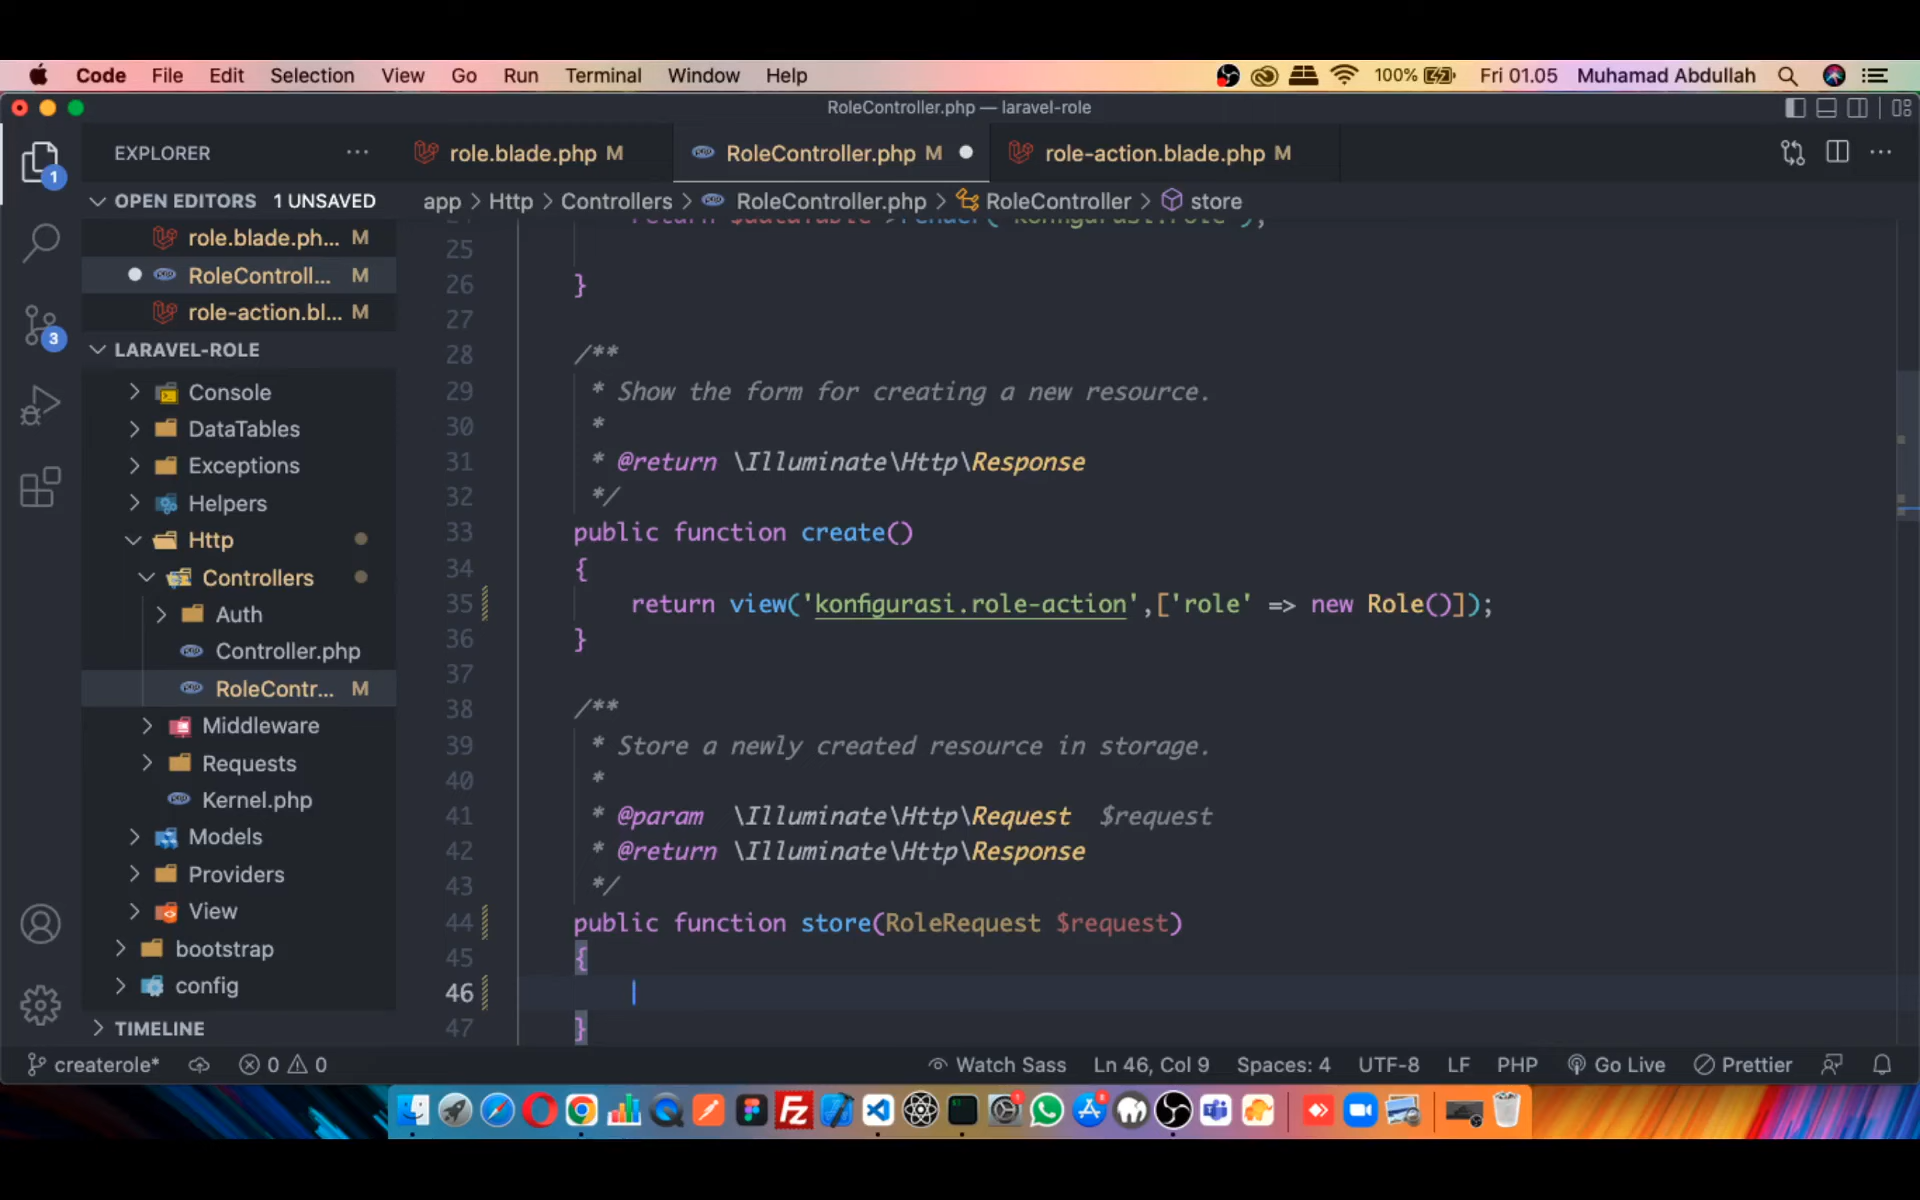 Code File Edit Selection View Go Run Terminal Window Help 100% Fri 01.05 Muhamad Abdullah
RoleController.php — laravel-role
EXPLORER ··· role.blade.php M RoleController.php M role-action.blade.php M ···
1
OPEN EDITORS 1 UNSAVED
app > Http > Controllers > RoleController.php > RoleController > store
role.blade.ph... M
RoleControll... M
role-action.bl... M
3
LARAVEL-ROLE
Console
DataTables
Exceptions
Helpers
Http
Controllers
Auth
Controller.php
RoleContr... M
Middleware
Requests
Kernel.php
Models
Providers
View
bootstrap
config
TIMELINE
25
26 }
27
28 /**
29 * Show the form for creating a new resource.
30 *
31 * @return \Illuminate\Http\Response
32 */
33 public function create()
34 {
35 return view('konfigurasi.role-action',['role' => new Role()]);
36 }
37
38 /**
39 * Store a newly created resource in storage.
40 *
41 * @param  \Illuminate\Http\Request  $request
42 * @return \Illuminate\Http\Response
43 */
44 public function store(RoleRequest $request)
45 {
46
47 }
createrole* 0 0 Watch Sass Ln 46, Col 9 Spaces: 4 UTF-8 LF PHP Go Live Prettier